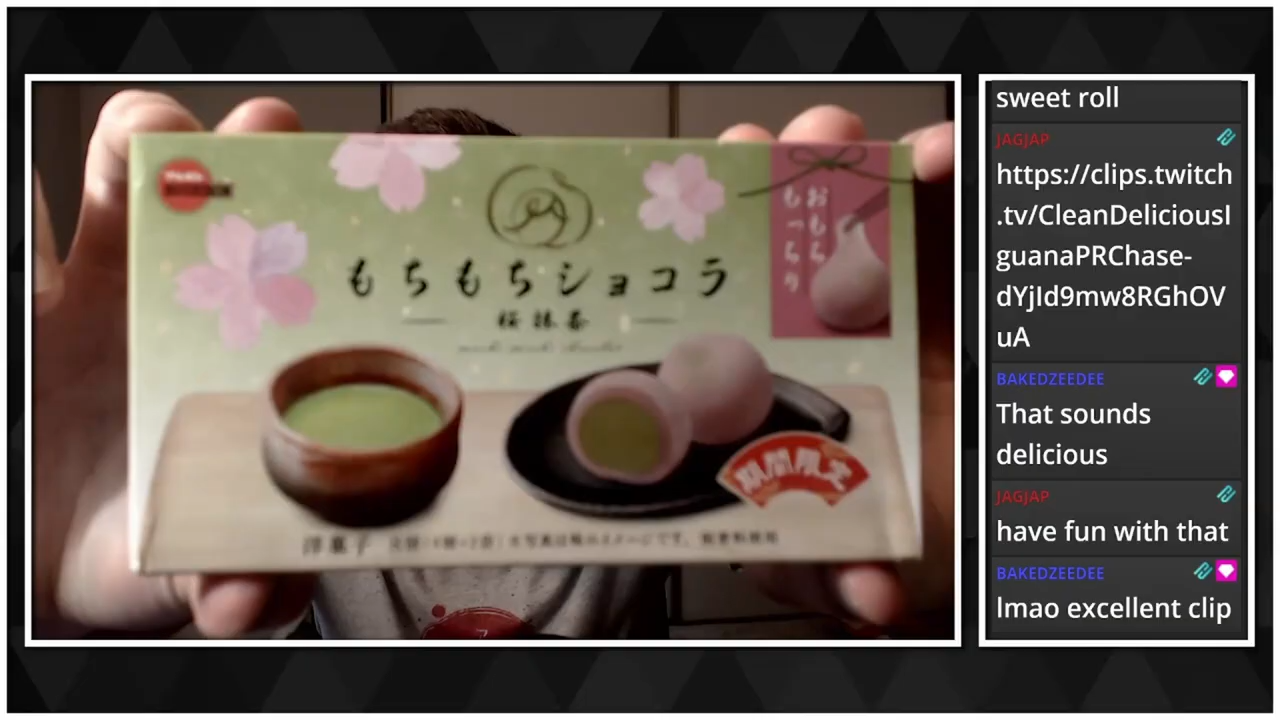 もちもちショコラ
桜抹茶
おもち
もっちり
期間限定
洋菓子
sweet roll
JAGJAP
https://clips.twitch
.tv/CleanDeliciousI
guanaPRChase-
dYjId9mw8RGhOV
uA
BAKEDZEEDEE
That sounds
delicious
JAGJAP
have fun with that
BAKEDZEEDEE
lmao excellent clip